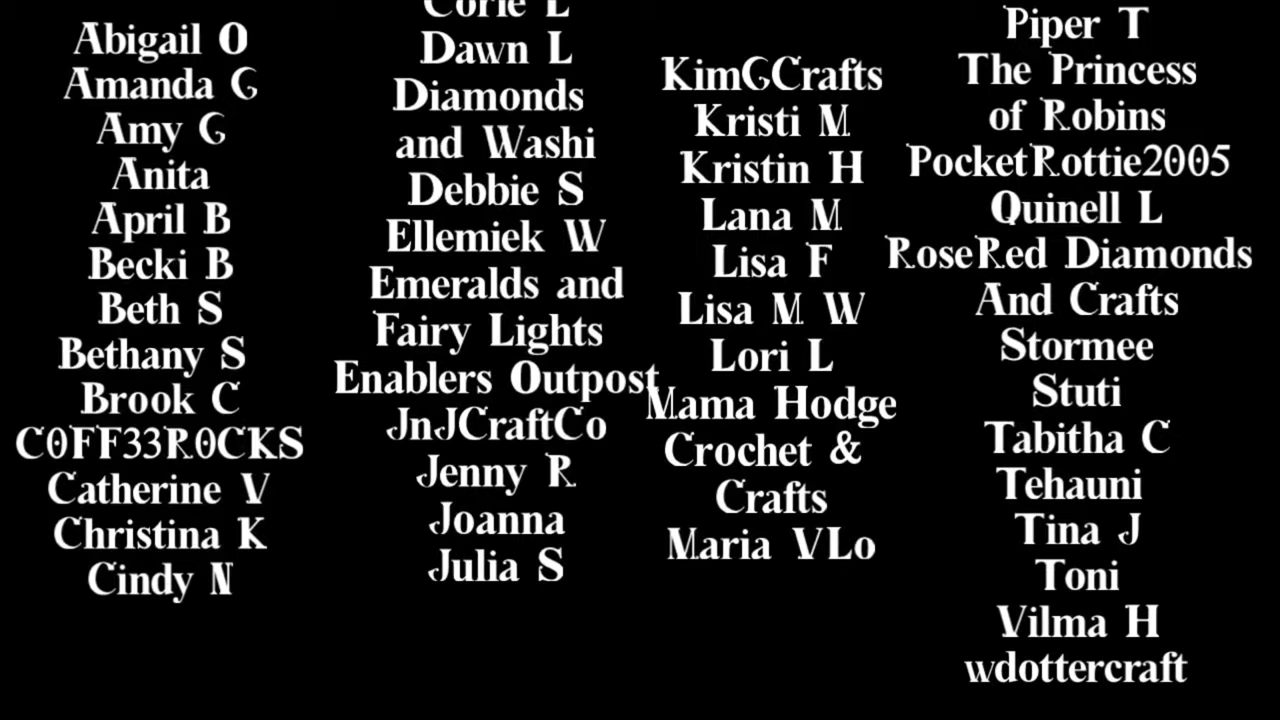 Abigail O
Amanda G
Amy G
Anita
April B
Becki B
Beth S
Bethany S
Brook C
C0FF33R0CKS
Catherine V
Christina K
Cindy N
Corie L
Dawn L
Diamonds
and Washi
Debbie S
Ellemiek W
Emeralds and
Fairy Lights
Enablers Outpost
JnJCraftCo
Jenny R
Joanna
Julia S
KimGCrafts
Kristi M
Kristin H
Lana M
Lisa F
Lisa M W
Lori L
Mama Hodge
Crochet &
Crafts
Maria VLo
Piper T
The Princess
of Robins
PocketRottie2005
Quinell L
RoseRed Diamonds
And Crafts
Stormee
Stuti
Tabitha C
Tehauni
Tina J
Toni
Vilma H
wdottercraft